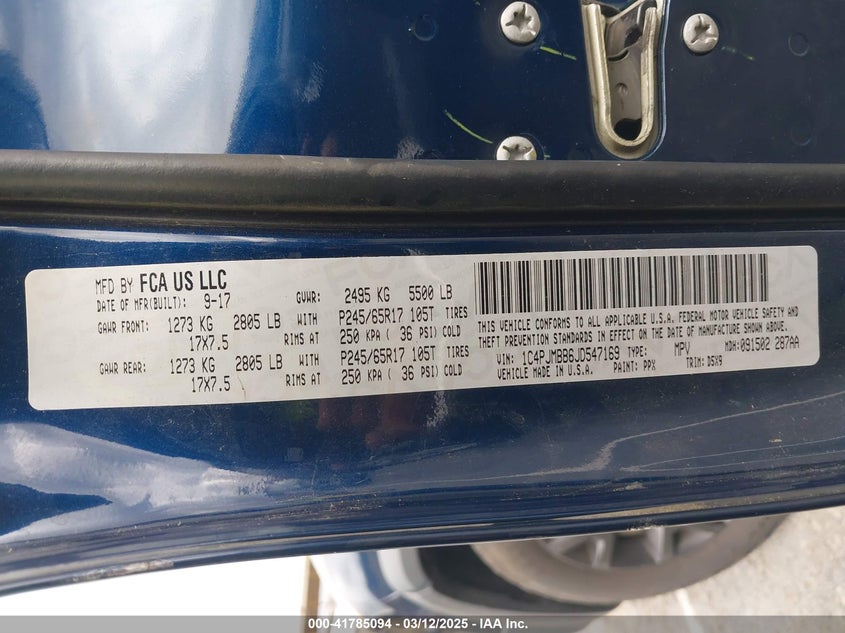 MFD BY FCA US LLC
DATE OF MFR(BUILT): 9-17 GVWR: 2495 KG 5500 LB
GAWR FRONT: 1273 KG 2805 LB WITH P245/65R17 105T TIRES
17X7.5 RIMS AT 250 KPA ( 36 PSI) COLD
GAWR REAR: 1273 KG 2805 LB WITH P245/65R17 105T TIRES
17X7.5 RIMS AT 250 KPA ( 36 PSI) COLD
THIS VEHICLE CONFORMS TO ALL APPLICABLE U.S.A. FEDERAL MOTOR VEHICLE SAFETY AND
THEFT PREVENTION STANDARDS IN EFFECT ON THE DATE OF MANUFACTURE SHOWN ABOVE.
VIN: 1C4PJMBB6JD547169 TYPE: MPV MDH: 091502 287AA
VEHICLE MADE IN U.S.A. PAINT: PPX TRIM: DSX9
000-41785094 - 03/12/2025 - IAA, Inc.